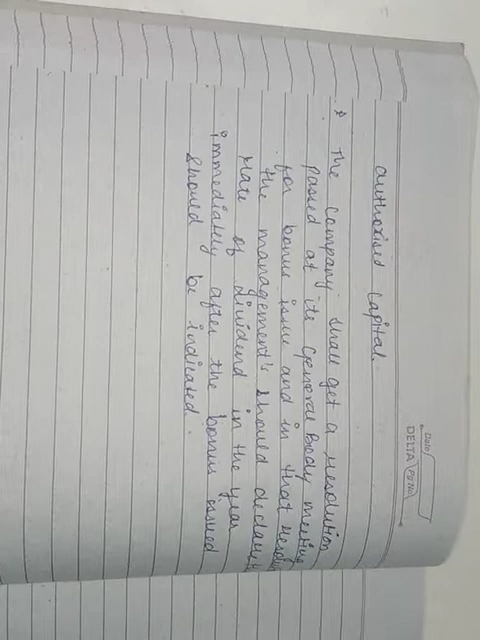 Date
DELTA Pg No
authorised capital.
* The company shall get a resolution
passed at its General Body meeting
for bonus issue and in that resolu
the management's should declare
rate of dividend in the year
immediately after the bonus issued
should be indicated.